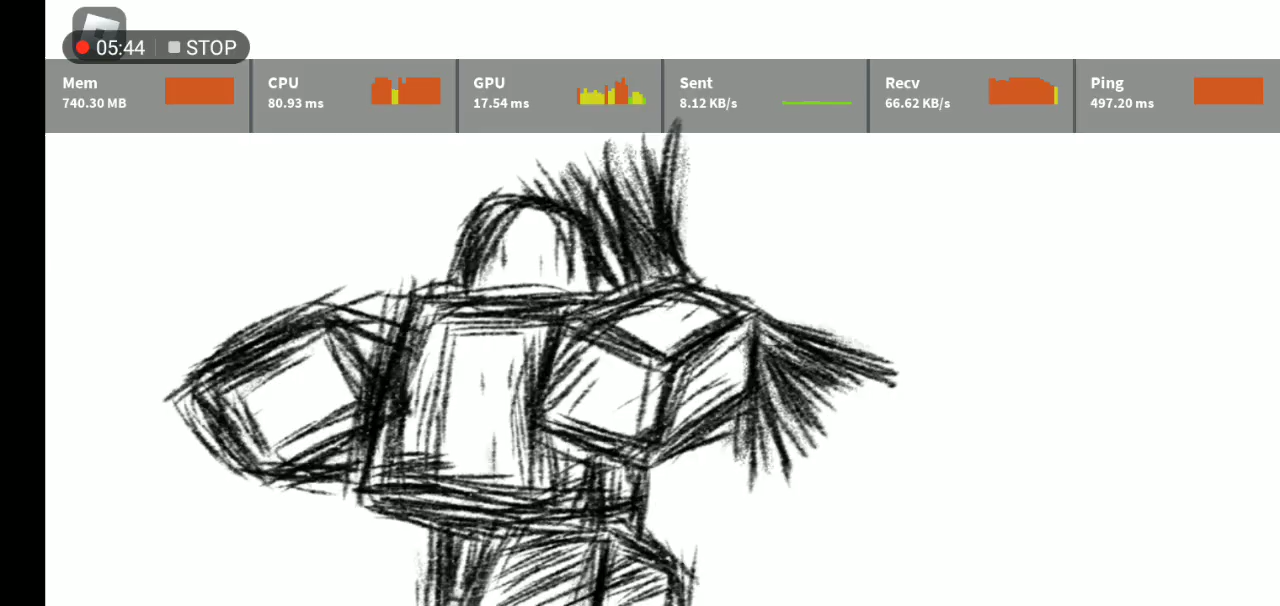 05:44 STOP
Mem CPU GPU Sent Recv Ping
740.30 MB 80.93 ms 17.54 ms 8.12 KB/s 66.62 KB/s 497.20 ms